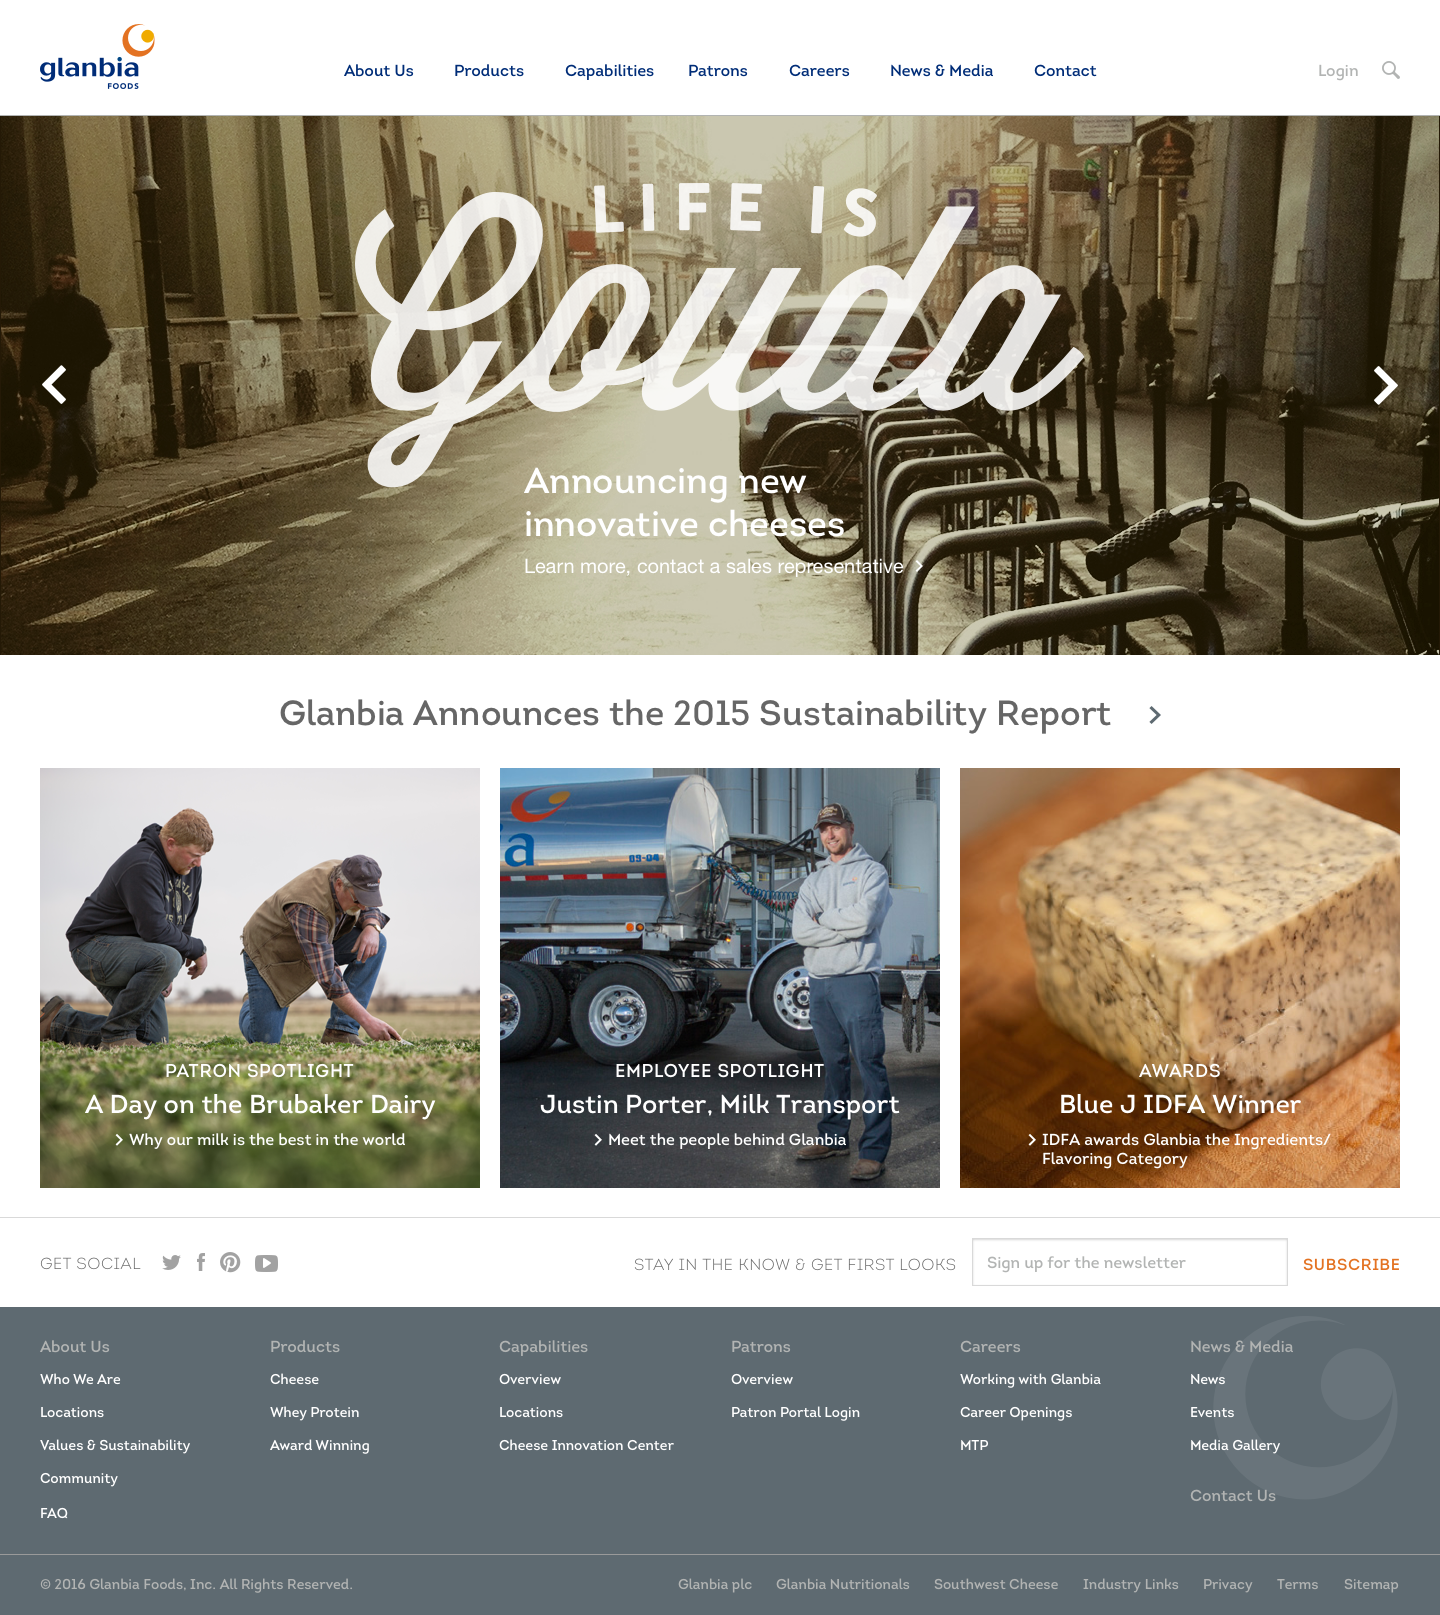 glanbia
FOODS
About Us Products Capabilities Patrons Careers News & Media Contact Login
LIFE IS
Gouda
Announcing new
innovative cheeses
Learn more, contact a sales representative
Glanbia Announces the 2015 Sustainability Report
ia
09-04
PATRON SPOTLIGHT
A Day on the Brubaker Dairy
Why our milk is the best in the world
EMPLOYEE SPOTLIGHT
Justin Porter, Milk Transport
Meet the people behind Glanbia
AWARDS
Blue J IDFA Winner
IDFA awards Glanbia the Ingredients/
Flavoring Category
GET SOCIAL
STAY IN THE KNOW & GET FIRST LOOKS
Sign up for the newsletter
SUBSCRIBE
About Us
Who We Are
Locations
Values & Sustainability
Community
FAQ
Products
Cheese
Whey Protein
Award Winning
Capabilities
Overview
Locations
Cheese Innovation Center
Patrons
Overview
Patron Portal Login
Careers
Working with Glanbia
Career Openings
MTP
News & Media
News
Events
Media Gallery
Contact Us
© 2016 Glanbia Foods, Inc. All Rights Reserved.
Glanbia plc Glanbia Nutritionals Southwest Cheese Industry Links Privacy Terms Sitemap